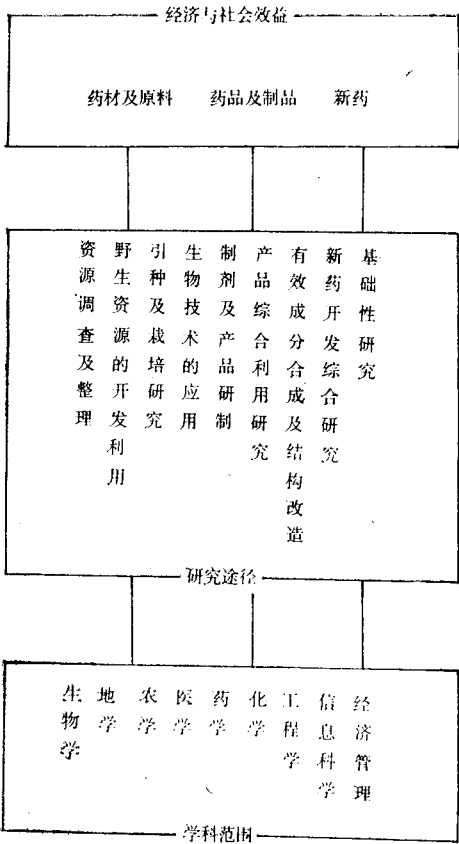 经济与社会效益
药材及原料 药品及制品 新药
资源调查及整理
野生资源的开发利用
引种及栽培研究
生物技术的应用
制剂及产品研制
产品综合利用研究
有效成分合成及结构改造
新药开发综合研究
基础性研究
研究途径
生物学
地学
农学
医学
药学
化学
工程学
信息科学
经济管理
学科范围